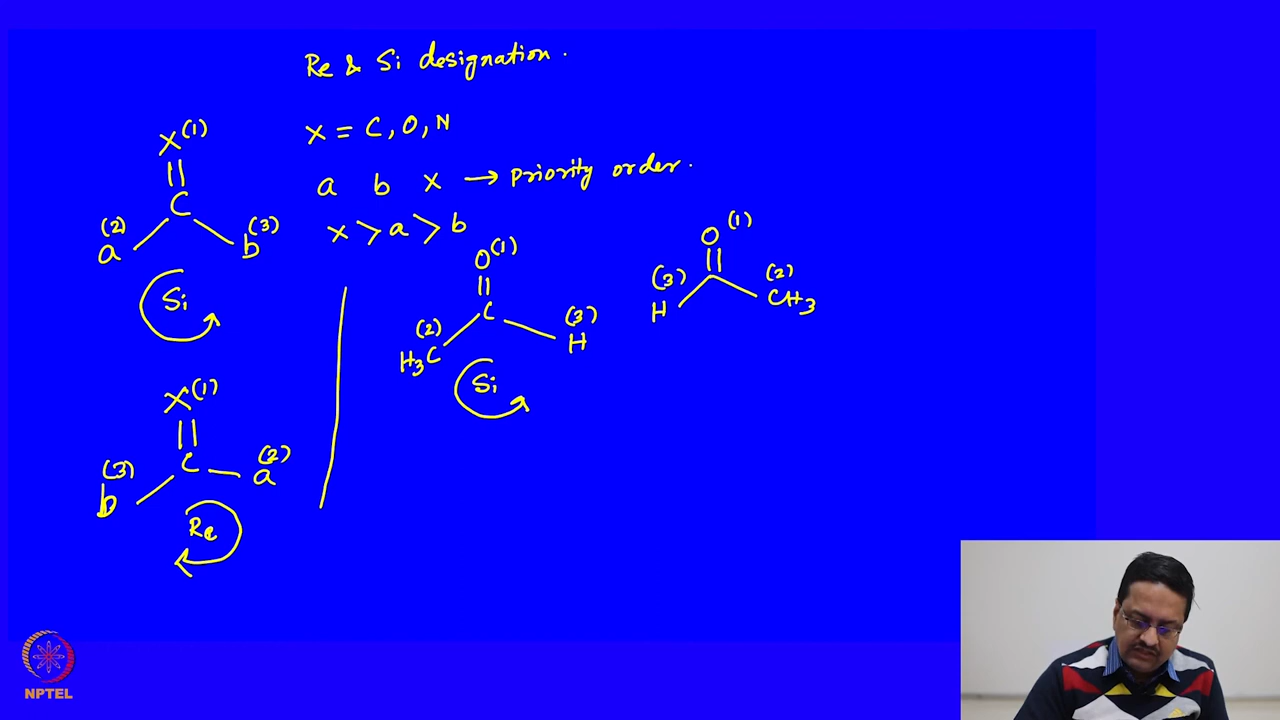 Re & Si designation.
X = C, O, N
a b x → priority order.
x > a > b
X(1)
||
C
(2) (3)
a b
Si
X(1)
||
C
(3) (2)
b a
Re
O(1)
||
C
(2) (3)
H3C H
Si
O (1)
||
(3) (2)
H CH3
NPTEL